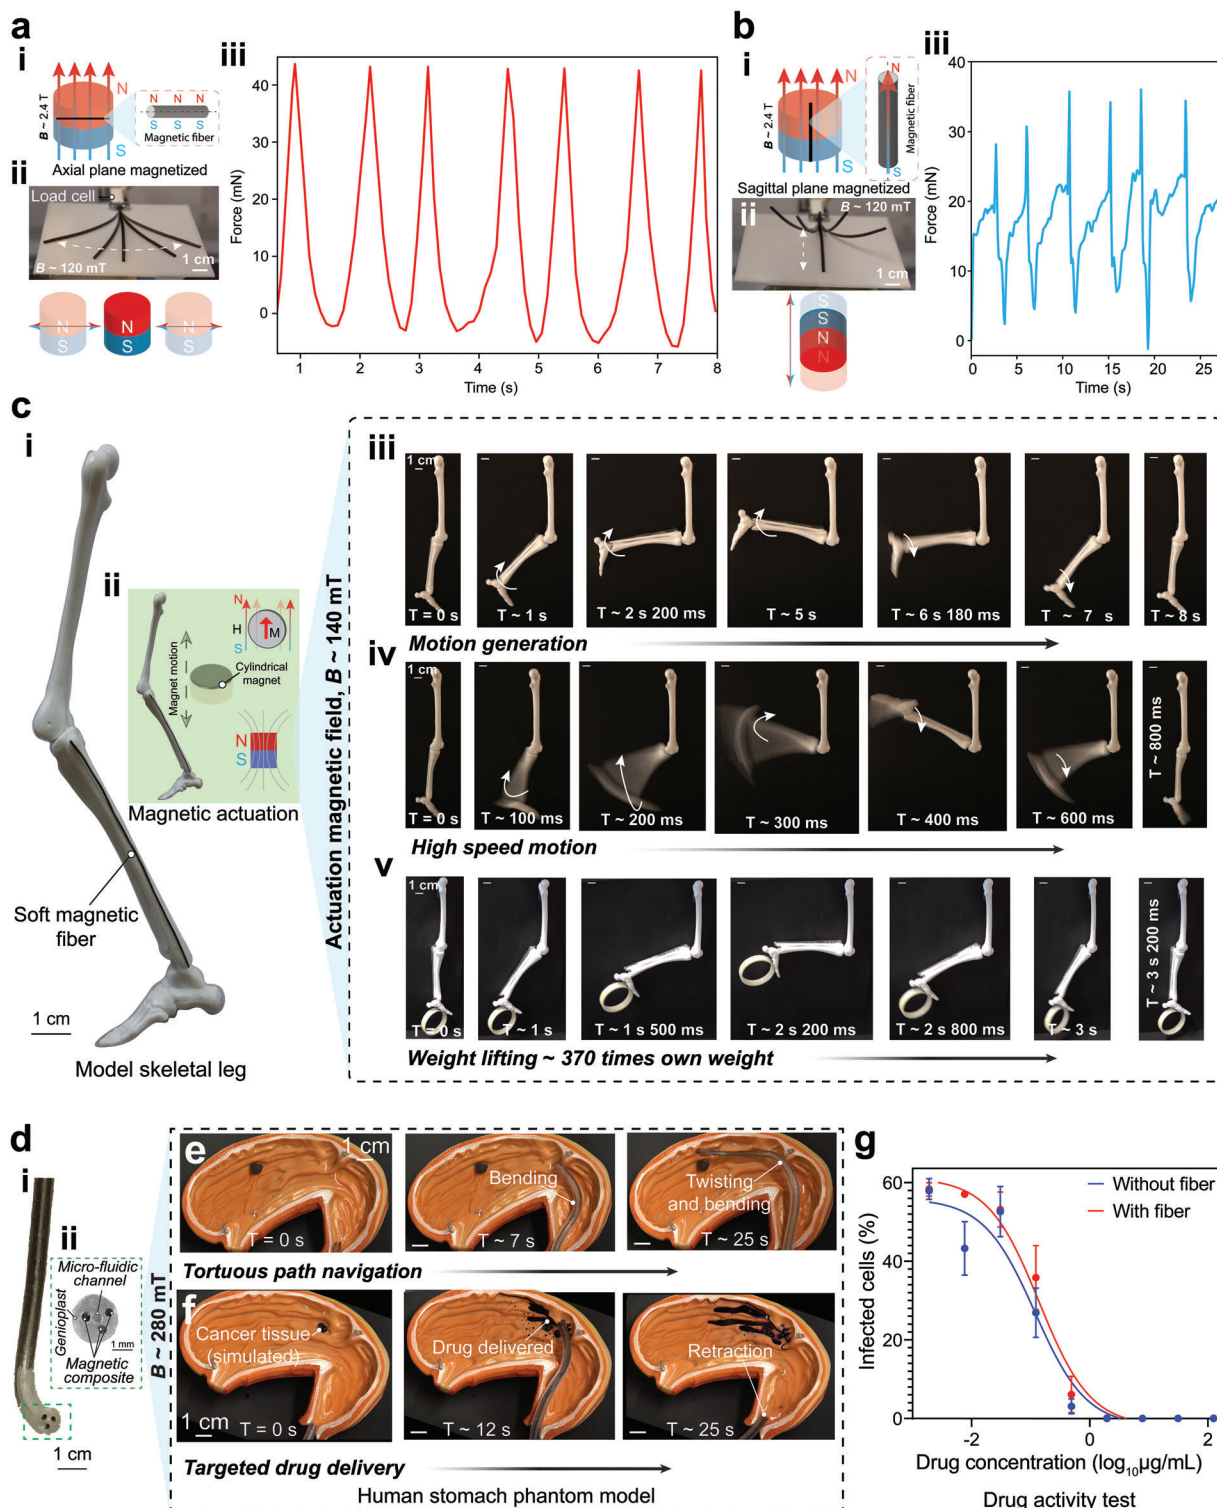 a
i
N
B ~ 2.4 T
S
N N N
S S S
Magnetic fiber
Axial plane magnetized
ii
Load cell
B ~ 120 mT
1 cm
N
S
N
S
N
S
iii
Force (mN)
40
30
20
10
0
1 2 3 4 5 6 7 8
Time (s)
b
i
N
B ~ 2.4 T
S
N
S
Magnetic fiber
Sagittal plane magnetized
ii
B ~ 120 mT
1 cm
S
S
N
N
iii
Force (mN)
40
30
20
10
0
0 5 10 15 20 25
Time (s)
c
i
Soft magnetic
fiber
1 cm
Model skeletal leg
ii
Magnet motion
N
H
M
S
Cylindrical
magnet
N
S
Magnetic actuation
Actuation magnetic field, B ~ 140 mT
iii
1 cm
T = 0 s
T ~ 1 s
T ~ 2 s 200 ms
T ~ 5 s
T ~ 6 s 180 ms
T ~ 7 s
T ~ 8 s
Motion generation
iv
1 cm
T = 0 s
T ~ 100 ms
T ~ 200 ms
T ~ 300 ms
T ~ 400 ms
T ~ 600 ms
T ~ 800 ms
High speed motion
v
1 cm
T = 0 s
T ~ 1 s
T ~ 1 s 500 ms
T ~ 2 s 200 ms
T ~ 2 s 800 ms
T ~ 3 s
T ~ 3 s 200 ms
Weight lifting ~ 370 times own weight
d
i
1 cm
ii
Micro-fluidic
channel
Genioplast
1 mm
Magnetic
composite
B ~ 280 mT
e
1 cm
T = 0 s
Bending
T ~ 7 s
Twisting
and bending
T ~ 25 s
Tortuous path navigation
f
Cancer tissue
(simulated)
1 cm
T = 0 s
Drug delivered
T ~ 12 s
Retraction
T ~ 25 s
Targeted drug delivery
Human stomach phantom model
g
Infected cells (%)
60
40
20
0
Without fiber
With fiber
-2 0 2
Drug concentration (log₁₀µg/mL)
Drug activity test